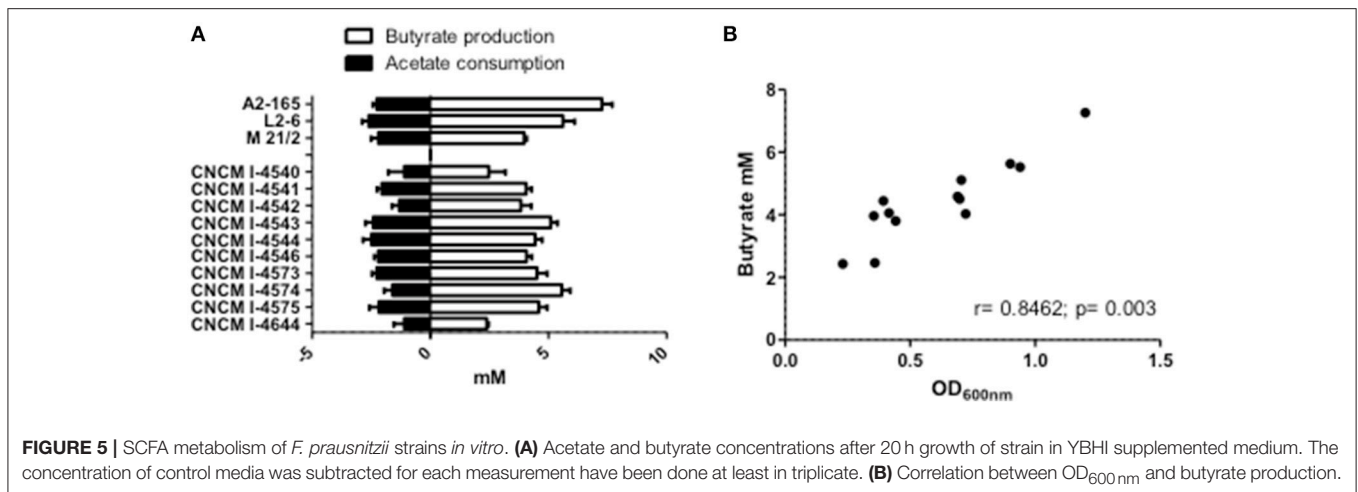 A
Butyrate production
Acetate consumption
A2-165
L2-6
M 21/2
CNCM I-4540
CNCM I-4541
CNCM I-4542
CNCM I-4543
CNCM I-4544
CNCM I-4546
CNCM I-4573
CNCM I-4574
CNCM I-4575
CNCM I-4644
-5 0 5 10
mM
B
Butyrate mM
8
6
4
2
0
r= 0.8462; p= 0.003
0.0 0.5 1.0 1.5
OD600nm
FIGURE 5 | SCFA metabolism of F. prausnitzii strains in vitro. (A) Acetate and butyrate concentrations after 20 h growth of strain in YBHI supplemented medium. The
concentration of control media was subtracted for each measurement have been done at least in triplicate. (B) Correlation between OD600 nm and butyrate production.